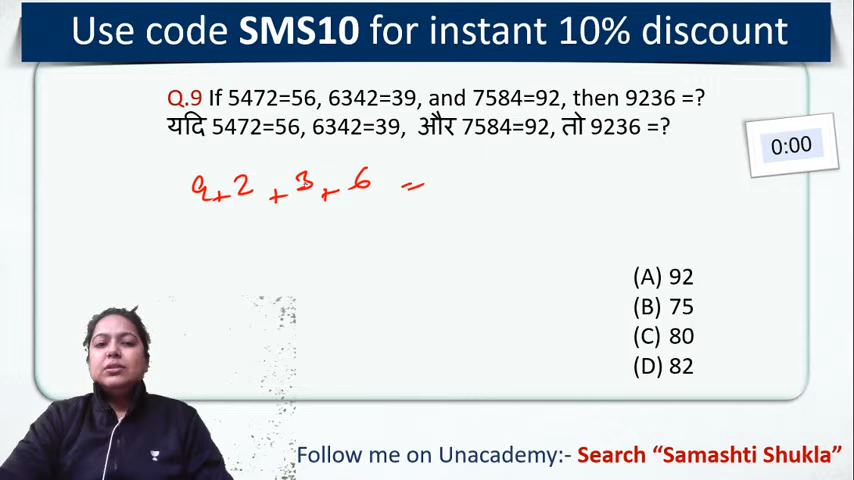 Use code SMS10 for instant 10% discount
Q.9 If 5472=56, 6342=39, and 7584=92, then 9236 =?
यदि 5472=56, 6342=39, और 7584=92, तो 9236 =?
0:00
9+2+3+6 =
(A) 92
(B) 75
(C) 80
(D) 82
Follow me on Unacademy:- Search “Samashti Shukla”